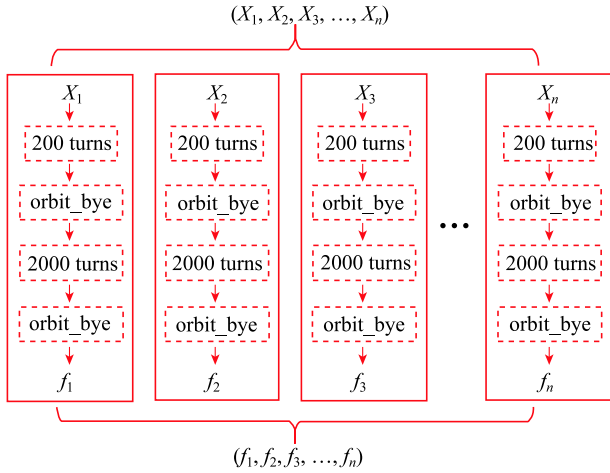 (X₁, X₂, X₃, …, Xₙ)
X₁ X₂ X₃ Xₙ
200 turns 200 turns 200 turns 200 turns
orbit_bye orbit_bye orbit_bye orbit_bye
…
2000 turns 2000 turns 2000 turns 2000 turns
orbit_bye orbit_bye orbit_bye orbit_bye
f₁ f₂ f₃ fₙ
(f₁, f₂, f₃, …, fₙ)